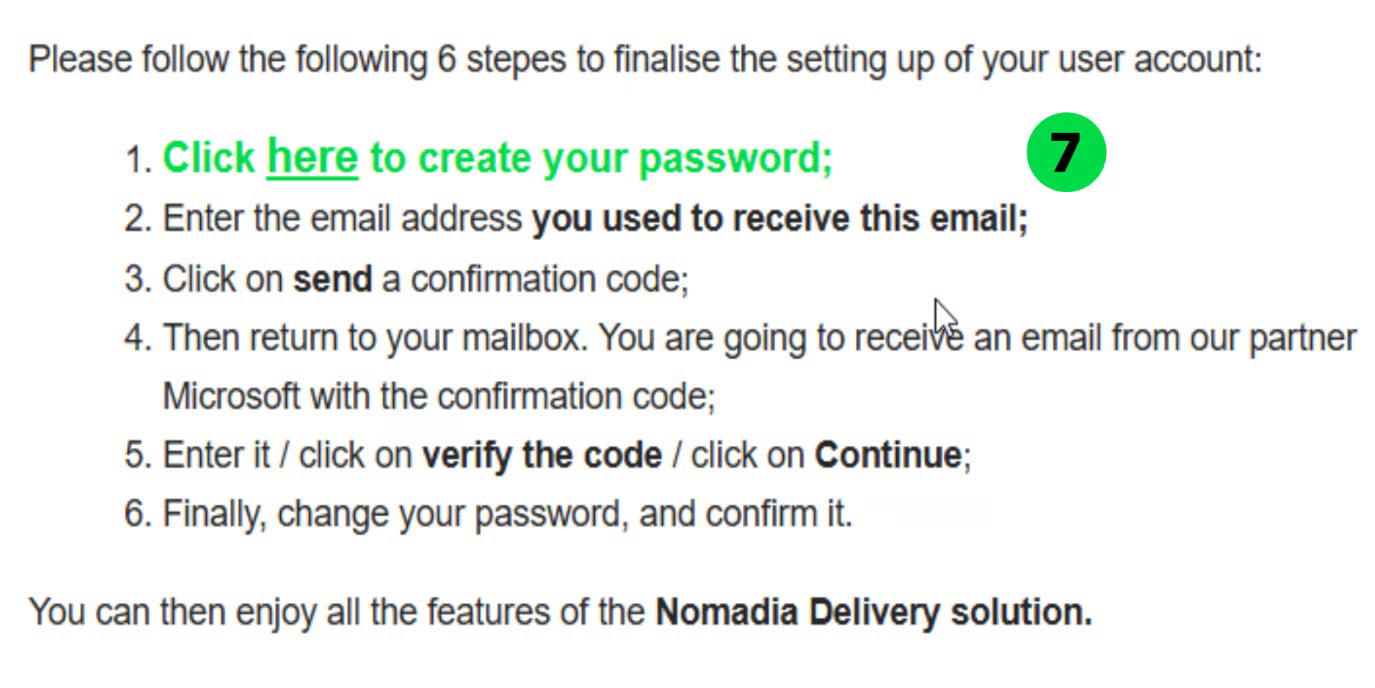 Please follow the following 6 stepes to finalise the setting up of your user account:
1. Click here to create your password;
7
2. Enter the email address you used to receive this email;
3. Click on send a confirmation code;
4. Then return to your mailbox. You are going to receive an email from our partner
Microsoft with the confirmation code;
5. Enter it / click on verify the code / click on Continue;
6. Finally, change your password, and confirm it.
You can then enjoy all the features of the Nomadia Delivery solution.